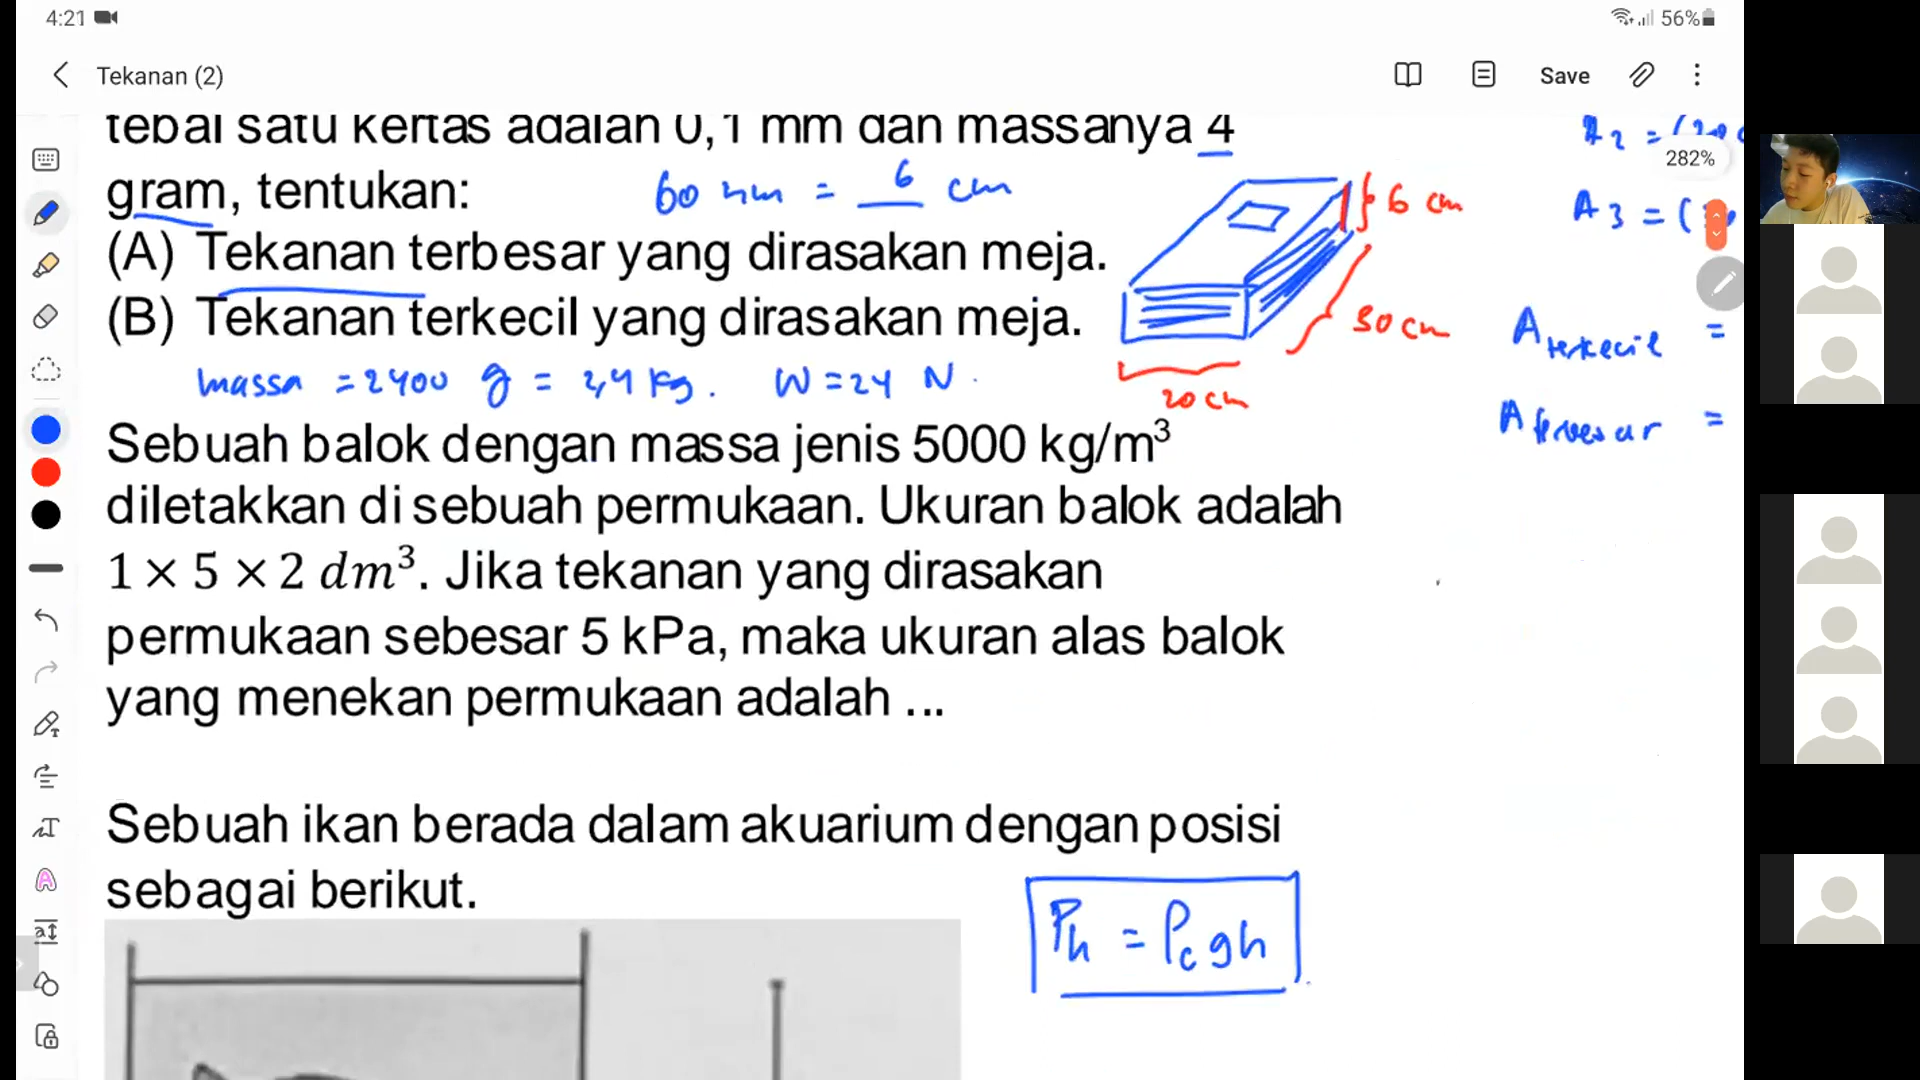 4:21
56%
Tekanan (2)
Save
282%
tebal satu kertas adalah 0,1 mm dan massanya 4
gram, tentukan:
60 mm = 6 cm
(A) Tekanan terbesar yang dirasakan meja.
(B) Tekanan terkecil yang dirasakan meja.
massa = 2400 g = 2,4 kg. W = 24 N.
6 cm
30 cm
20 cm
A2 = (20
A3 = (
A terkecil =
A terbesar =
Sebuah balok dengan massa jenis 5000 kg/m³
diletakkan di sebuah permukaan. Ukuran balok adalah
1 × 5 × 2 dm³. Jika tekanan yang dirasakan
permukaan sebesar 5 kPa, maka ukuran alas balok
yang menekan permukaan adalah ...
Sebuah ikan berada dalam akuarium dengan posisi
sebagai berikut.
Ph = ρc g h